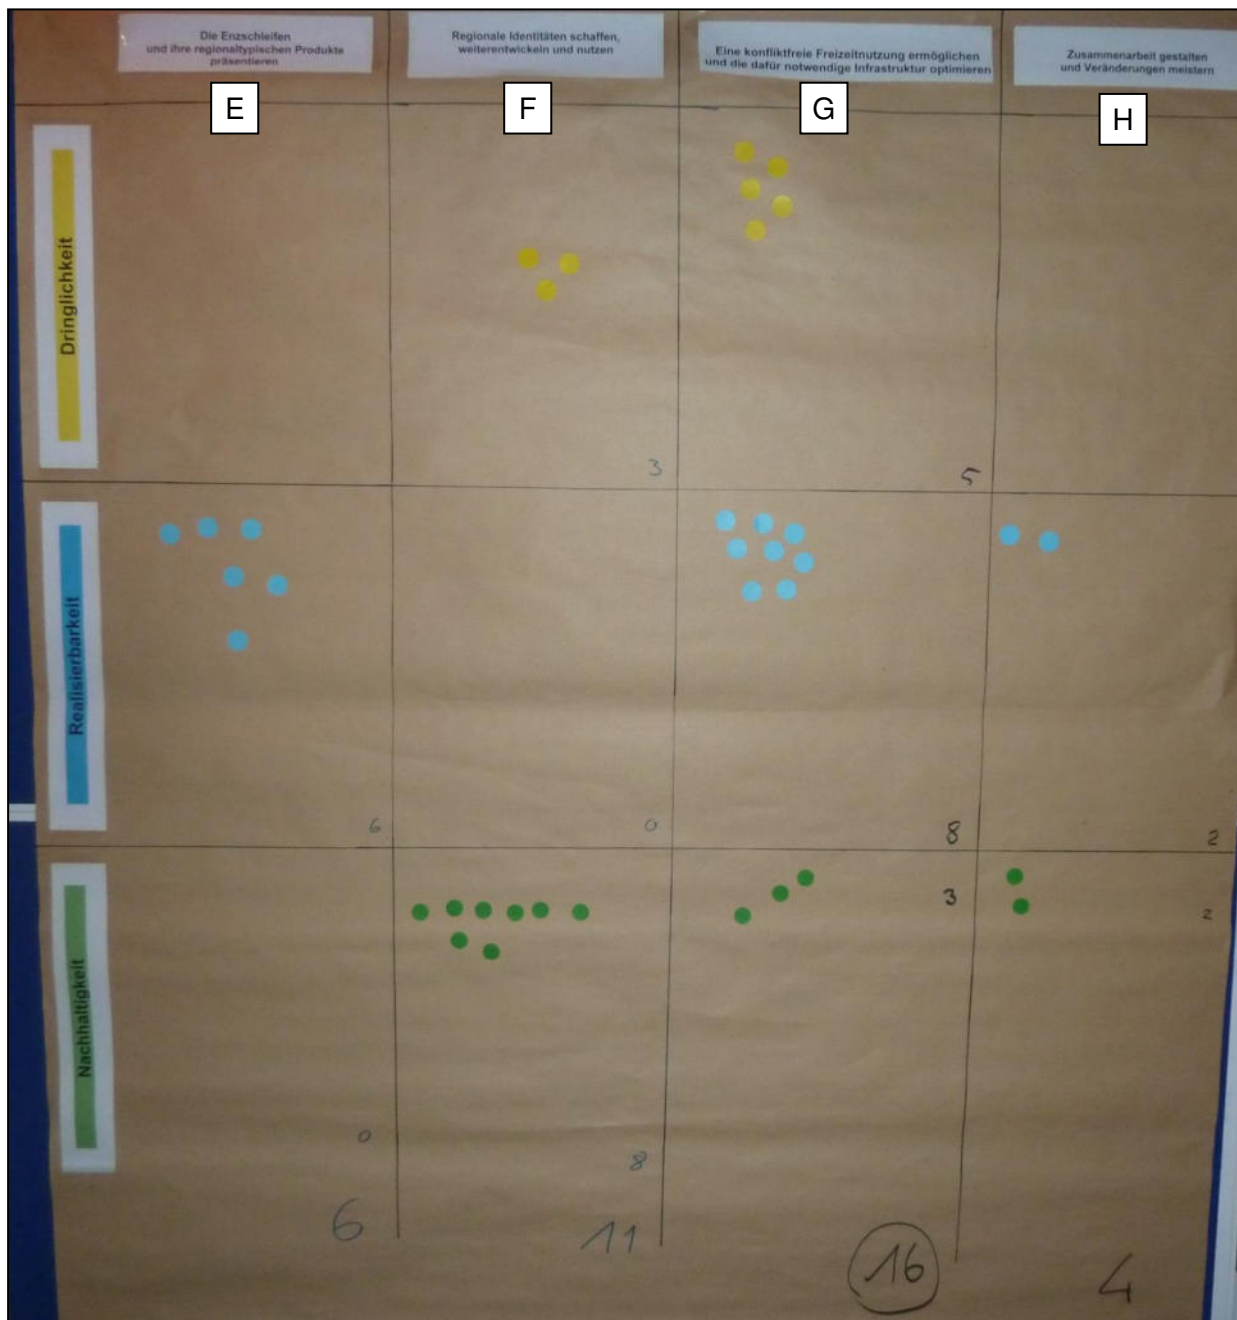 Die Enzschleifen
und ihre regionaltypischen Produkte
präsentieren
Regionale Identitäten schaffen,
weiterentwickeln und nutzen
Eine konfliktfreie Freizeitnutzung ermöglichen
und die dafür notwendige Infrastruktur optimieren
Zusammenarbeit gestalten
und Veränderungen meistern
E
F
G
H
Dringlichkeit
3
5
Realisierbarkeit
6
0
8
2
Nachhaltigkeit
0
8
3
2
6
11
16
4